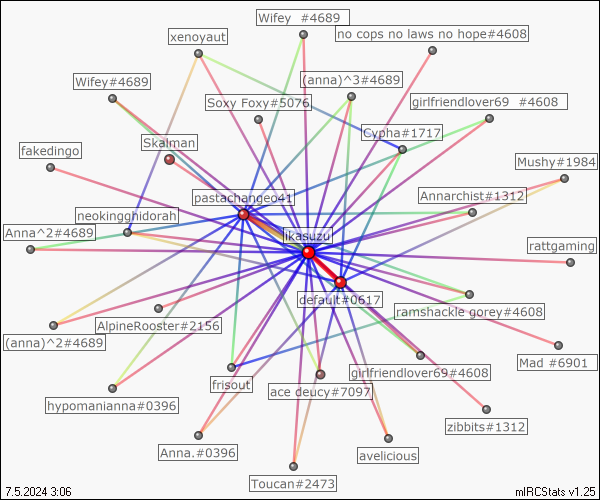 Wifey  #4689
xenoyaut
no cops no laws no hope#4608
Wifey#4689
(anna)^3#4689
Soxy Foxy#5076
girlfriendlover69  #4608
Cypha#1717
Skalman
fakedingo
Mushy#1984
pastachangeo41
Annarchist#1312
neokingghidorah
Anna^2#4689
likasuzu
rattgaming
default#0617
ramshackle gorey#4608
AlpineRooster#2156
(anna)^2#4689
Mad #6901
girlfriendlover69#4608
frisout
ace deucy#7097
hypomanianna#0396
zibbits#1312
Anna.#0396
avelicious
Toucan#2473
7.5.2024 3:06
mIRCStats v1.25